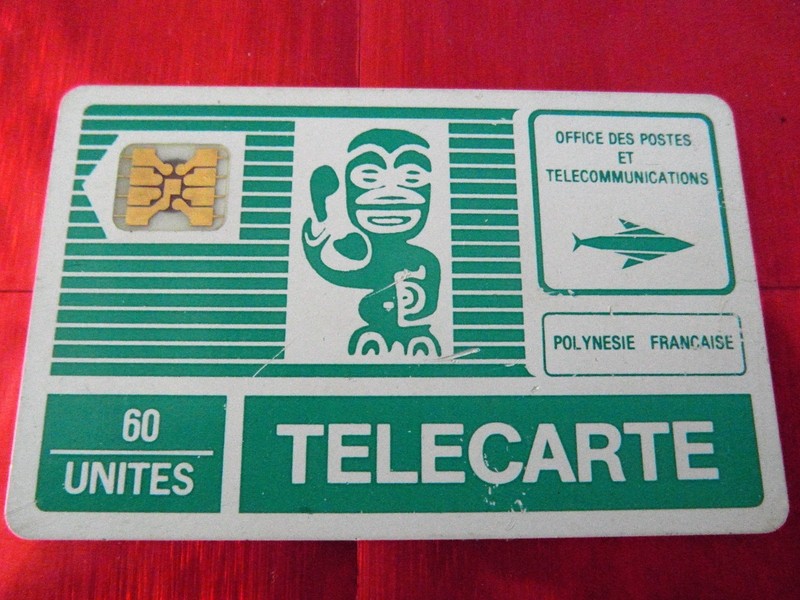 OFFICE DES POSTES
ET
TELECOMMUNICATIONS
POLYNESIE FRANCAISE
60
UNITES
TELECARTE